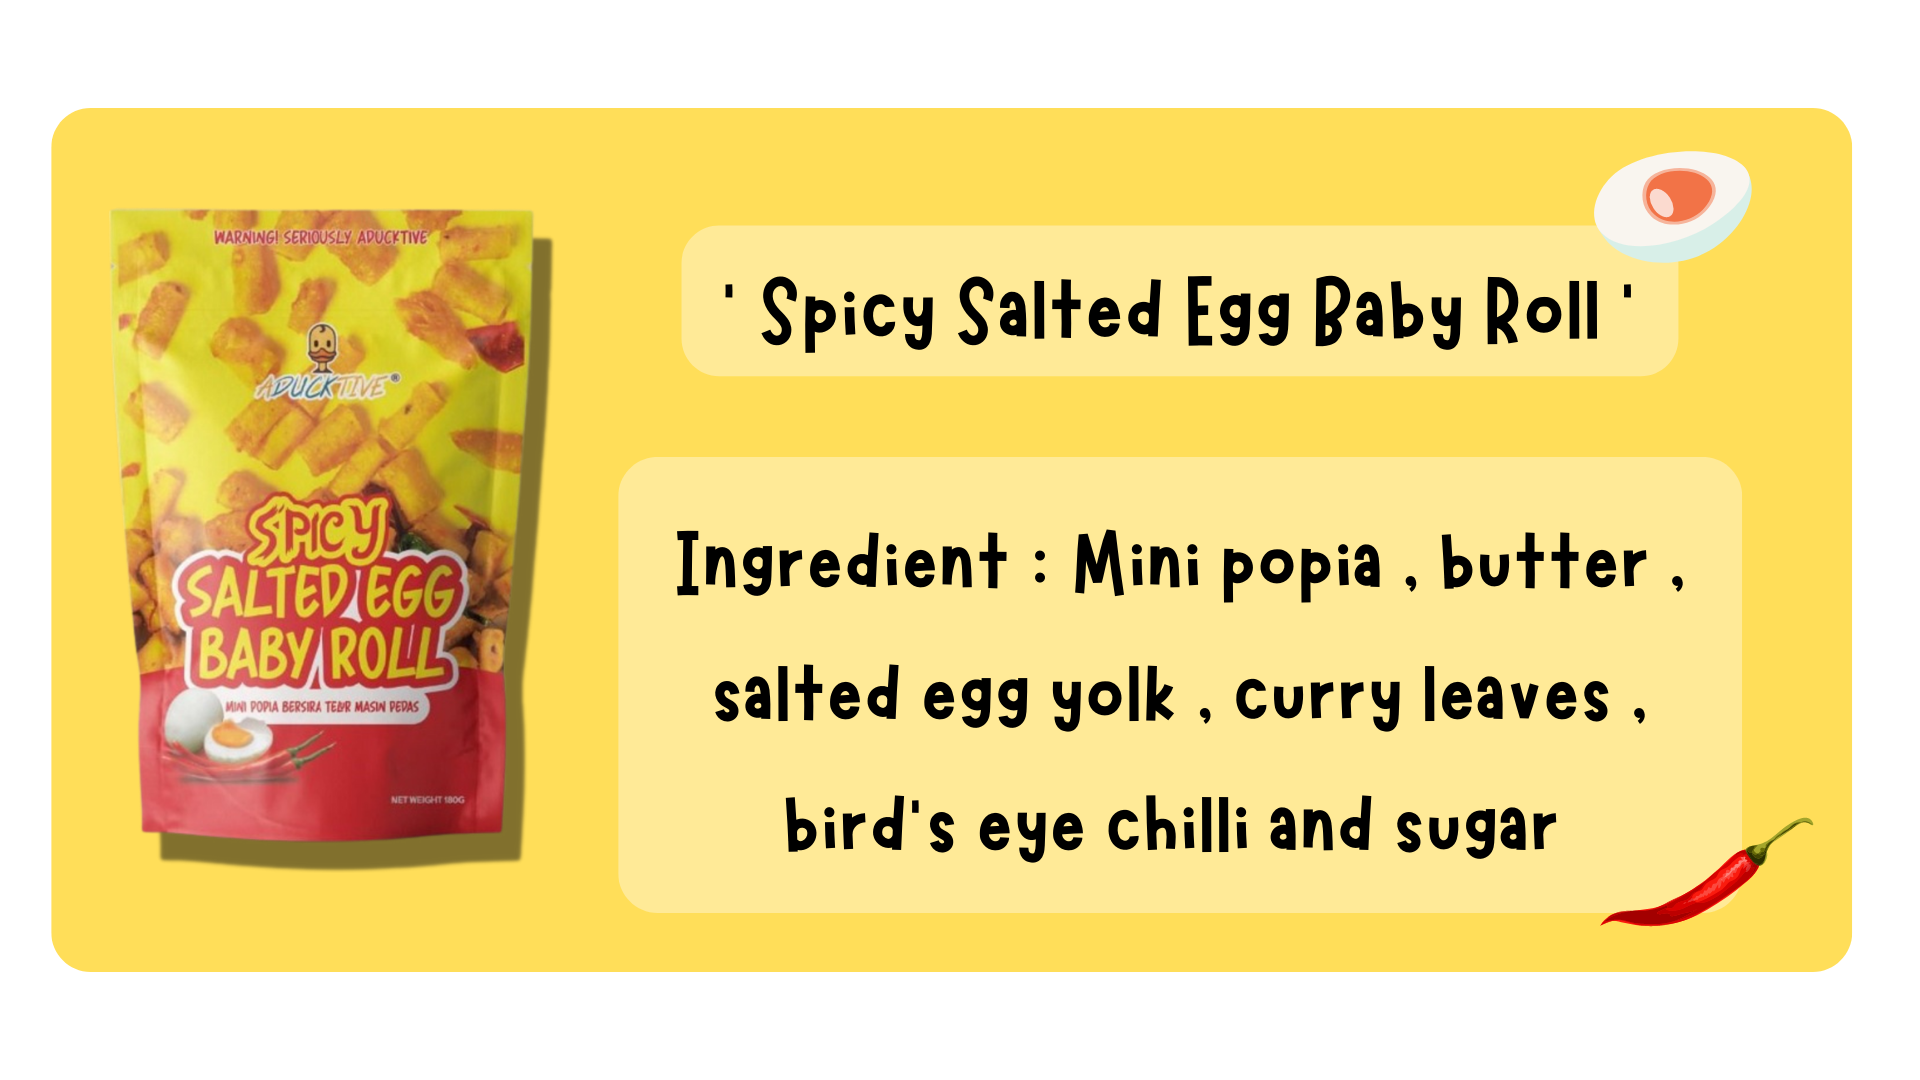 WARNING! SERIOUSLY ADUCKTIVE
ADUCKTIVE®
SPICY
SALTED EGG
BABY ROLL
MINI POPIA BERSIRA TELUR MASIN PEDAS
NET WEIGHT 180G
' Spicy Salted Egg Baby Roll '
Ingredient : Mini popia , butter ,
salted egg yolk , curry leaves ,
bird's eye chilli and sugar